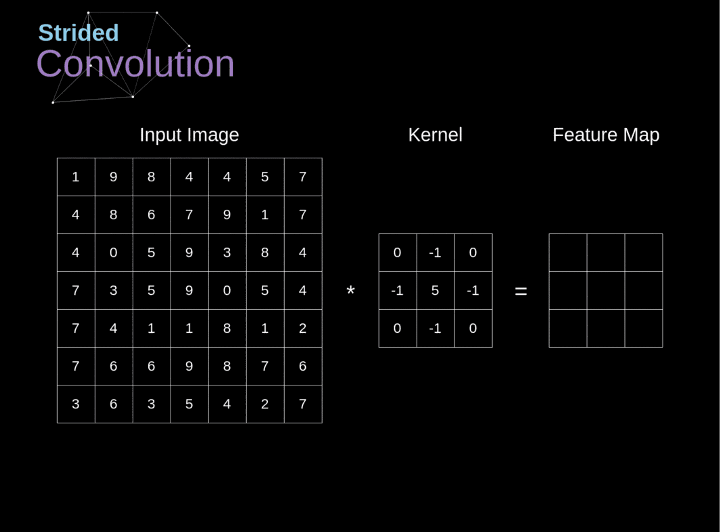 Strided
Convolution
Input Image
Kernel
Feature Map
1 9 8 4 4 5 7
4 8 6 7 9 1 7
4 0 5 9 3 8 4
0 -1 0
7 3 5 9 0 5 4
*
-1 5 -1
=
7 4 1 1 8 1 2
0 -1 0
7 6 6 9 8 7 6
3 6 3 5 4 2 7